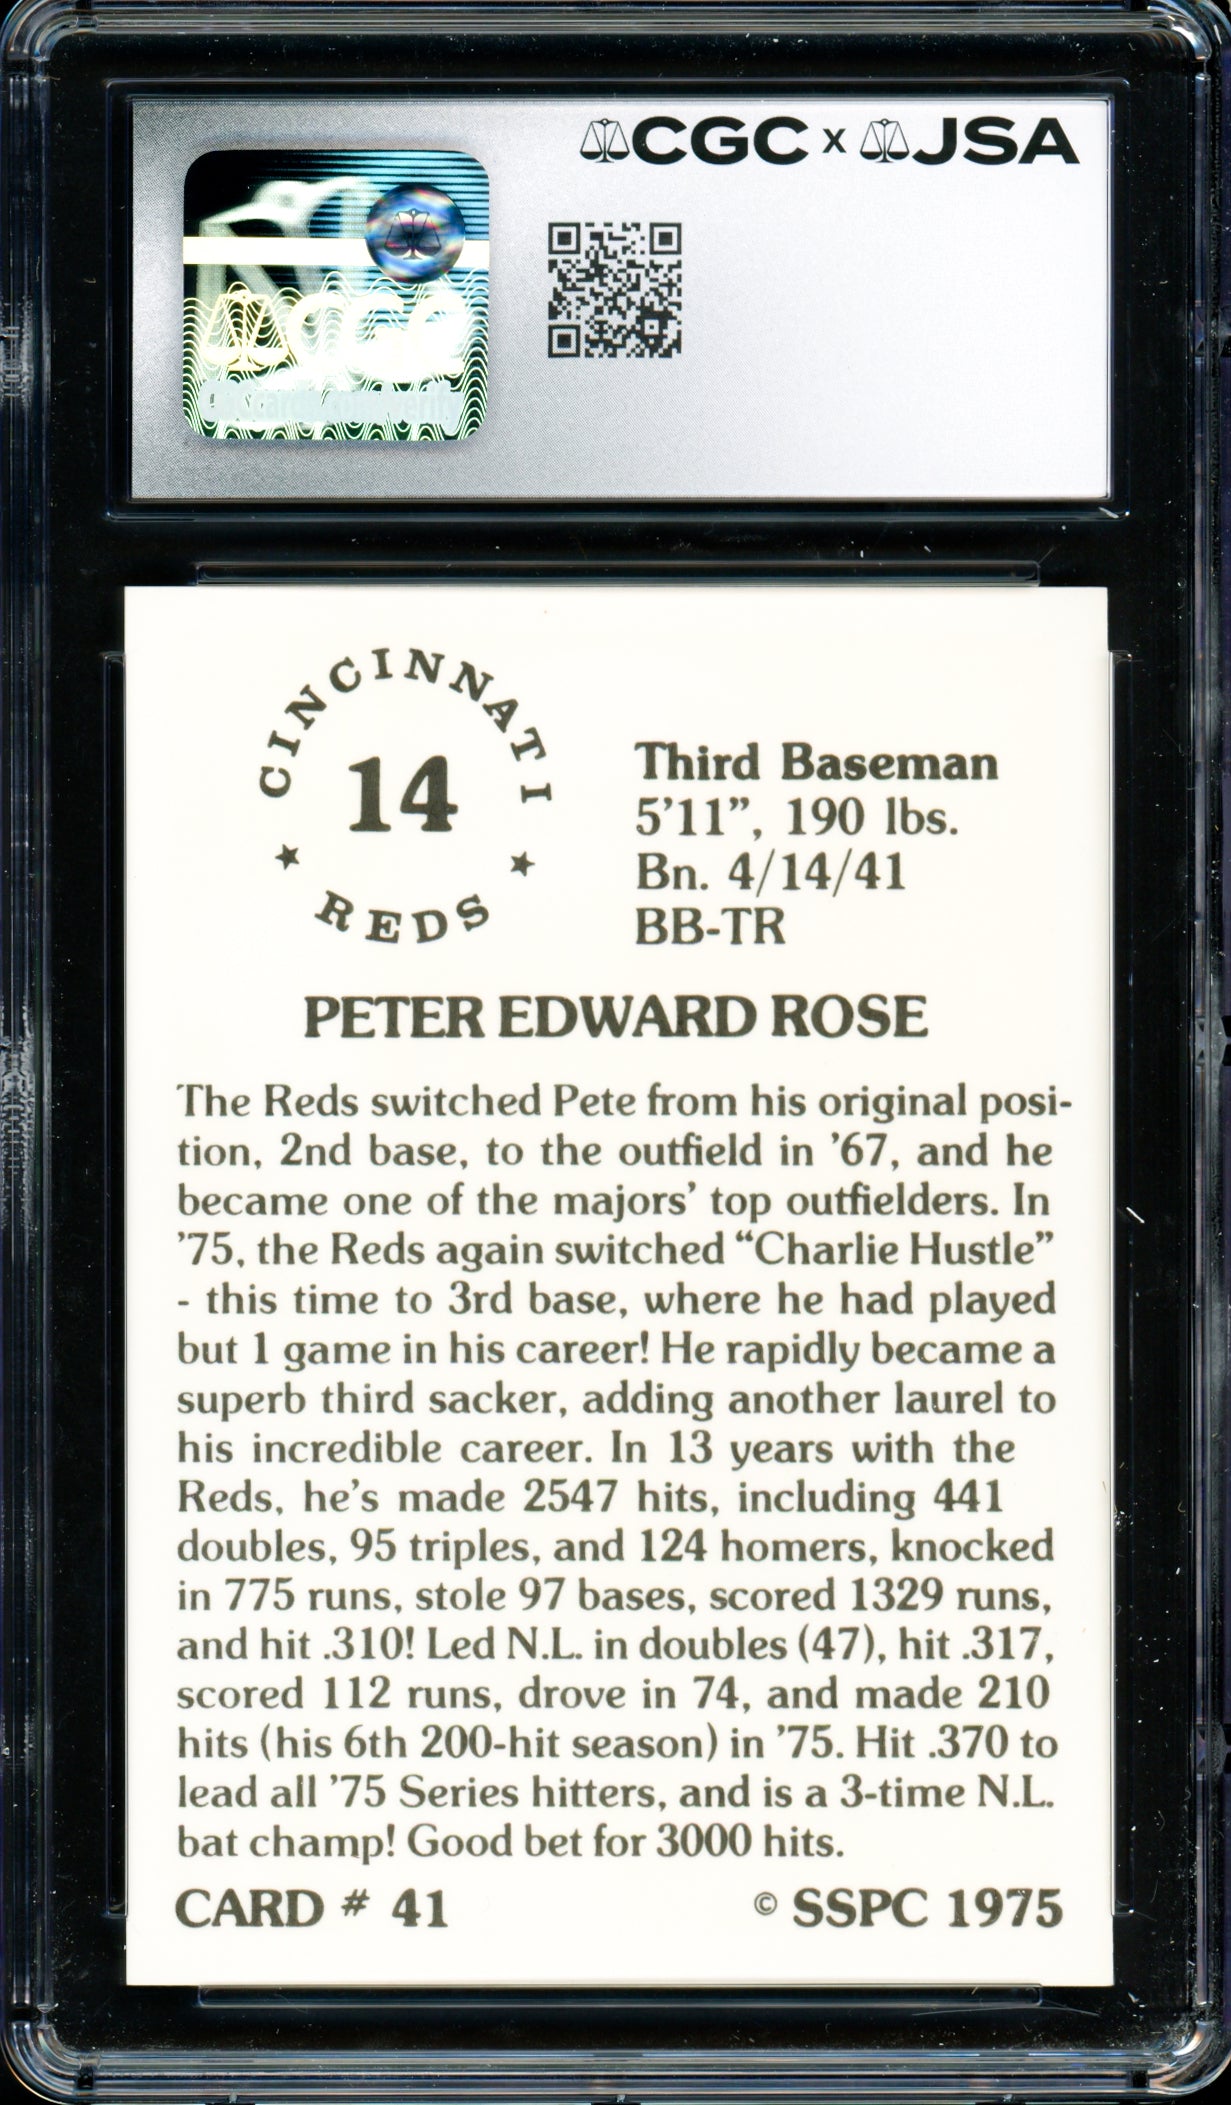 CGC x JSA
CGC
CINCINNATI
14
REDS
Third Baseman
5'11”, 190 lbs.
Bn. 4/14/41
BB-TR
PETER EDWARD ROSE
The Reds switched Pete from his original posi-
tion, 2nd base, to the outfield in ’67, and he
became one of the majors’ top outfielders. In
’75, the Reds again switched “Charlie Hustle”
- this time to 3rd base, where he had played
but 1 game in his career! He rapidly became a
superb third sacker, adding another laurel to
his incredible career. In 13 years with the
Reds, he’s made 2547 hits, including 441
doubles, 95 triples, and 124 homers, knocked
in 775 runs, stole 97 bases, scored 1329 runs,
and hit .310! Led N.L. in doubles (47), hit .317,
scored 112 runs, drove in 74, and made 210
hits (his 6th 200-hit season) in ’75. Hit .370 to
lead all ’75 Series hitters, and is a 3-time N.L.
bat champ! Good bet for 3000 hits.
CARD # 41 © SSPC 1975